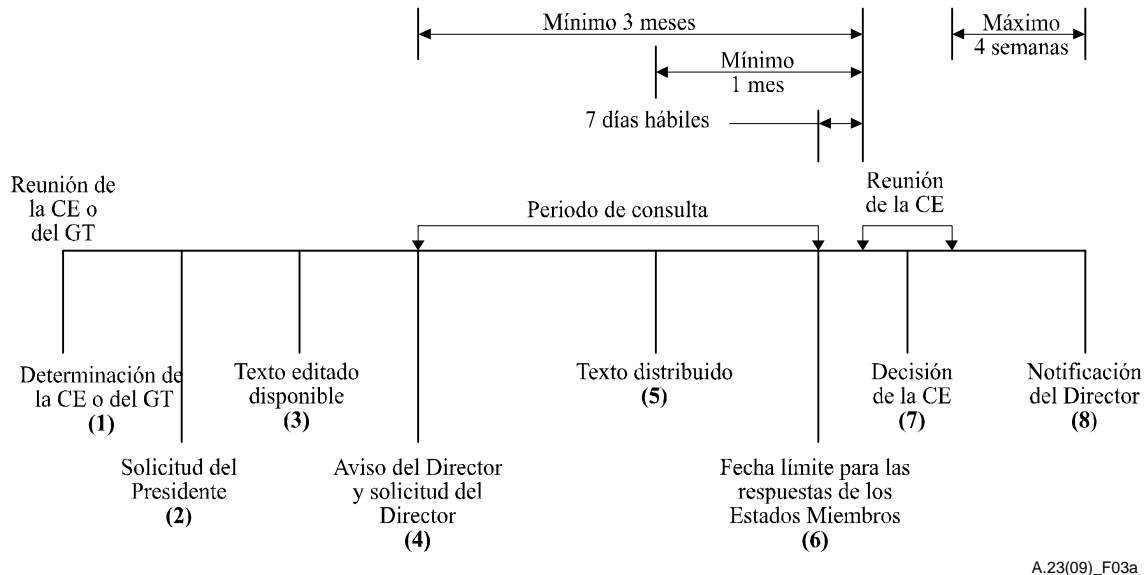 Mínimo 3 meses
Máximo
4 semanas
Mínimo
1 mes
7 días hábiles
Reunión de
la CE o
del GT
Periodo de consulta
Reunión
de la CE
Determinación de
la CE o del GT
(1)
Solicitud del
Presidente
(2)
Texto editado
disponible
(3)
Aviso del Director
y solicitud del
Director
(4)
Texto distribuido
(5)
Fecha límite para las
respuestas de los
Estados Miembros
(6)
Decisión
de la CE
(7)
Notificación
del Director
(8)
A.23(09)_F03a